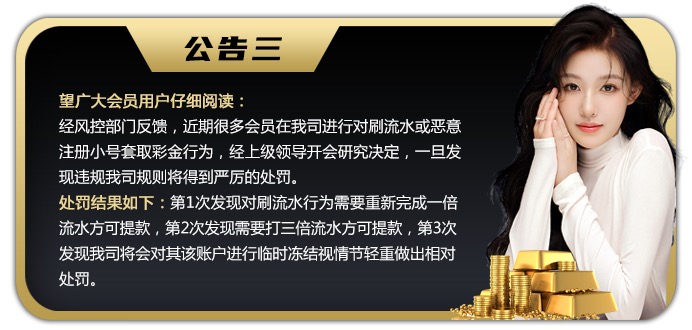 公告三
望广大会员用户仔细阅读：
经风控部门反馈，近期很多会员在我司进行对刷流水或恶意
注册小号套取彩金行为，经上级领导开会研究决定，一旦发
现违规我司规则将得到严厉的处罚。
处罚结果如下：第1次发现对刷流水行为需要重新完成一倍
流水方可提款，第2次发现需要打三倍流水方可提款，第3次
发现我司将会对其该账户进行临时冻结视情节轻重做出相对
处罚。